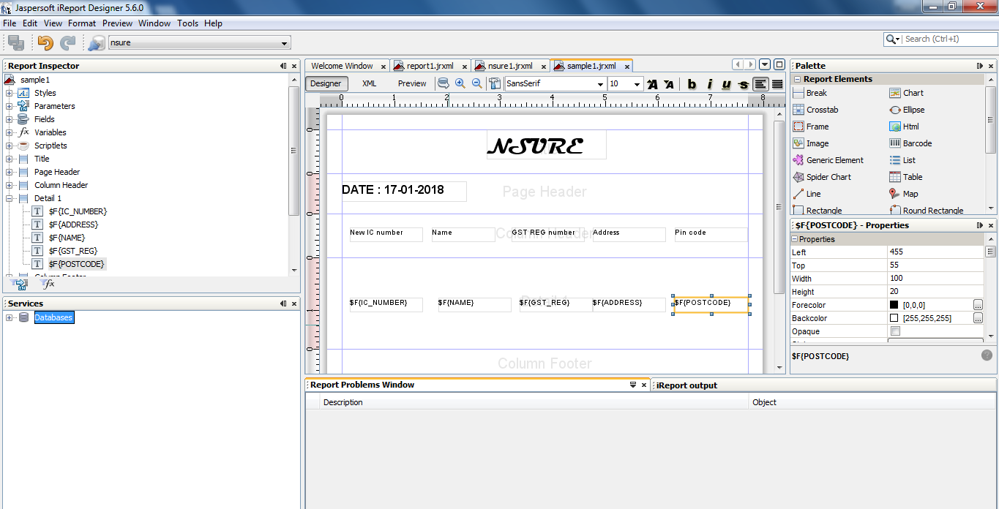 Jaspersoft iReport Designer 5.6.0
File Edit View Format Preview Window Tools Help
nsure
Search (Ctrl+I)
Report Inspector
sample1
Styles
Parameters
Fields
Variables
Scriptlets
Title
Page Header
Column Header
Detail 1
$F{IC_NUMBER}
$F{ADDRESS}
$F{NAME}
$F{GST_REG}
$F{POSTCODE}
Column Footer
fx
Services
Databases
Welcome Window report1.jrxml nsure1.jrxml sample1.jrxml
Designer XML Preview SansSerif 10 A A b i u s
0 1 2 3 4 5 6 7 8
NSURE
DATE : 17-01-2018
Page Header
New IC number Name GST REG number Address Pin code
Column Header
$F{IC_NUMBER} $F{NAME} $F{GST_REG} $F{ADDRESS} $F{POSTCODE}
Column Footer
Report Problems Window
iReport output
Description Object
Palette
Report Elements
Break Chart
Crosstab Ellipse
Frame Html
Image Barcode
Generic Element List
Spider Chart Table
Line Map
Rectangle Round Rectangle
$F{POSTCODE} - Properties
Properties
Left 455
Top 55
Width 100
Height 20
Forecolor [0,0,0] ...
Backcolor [255,255,255] ...
Opaque
$F{POSTCODE}